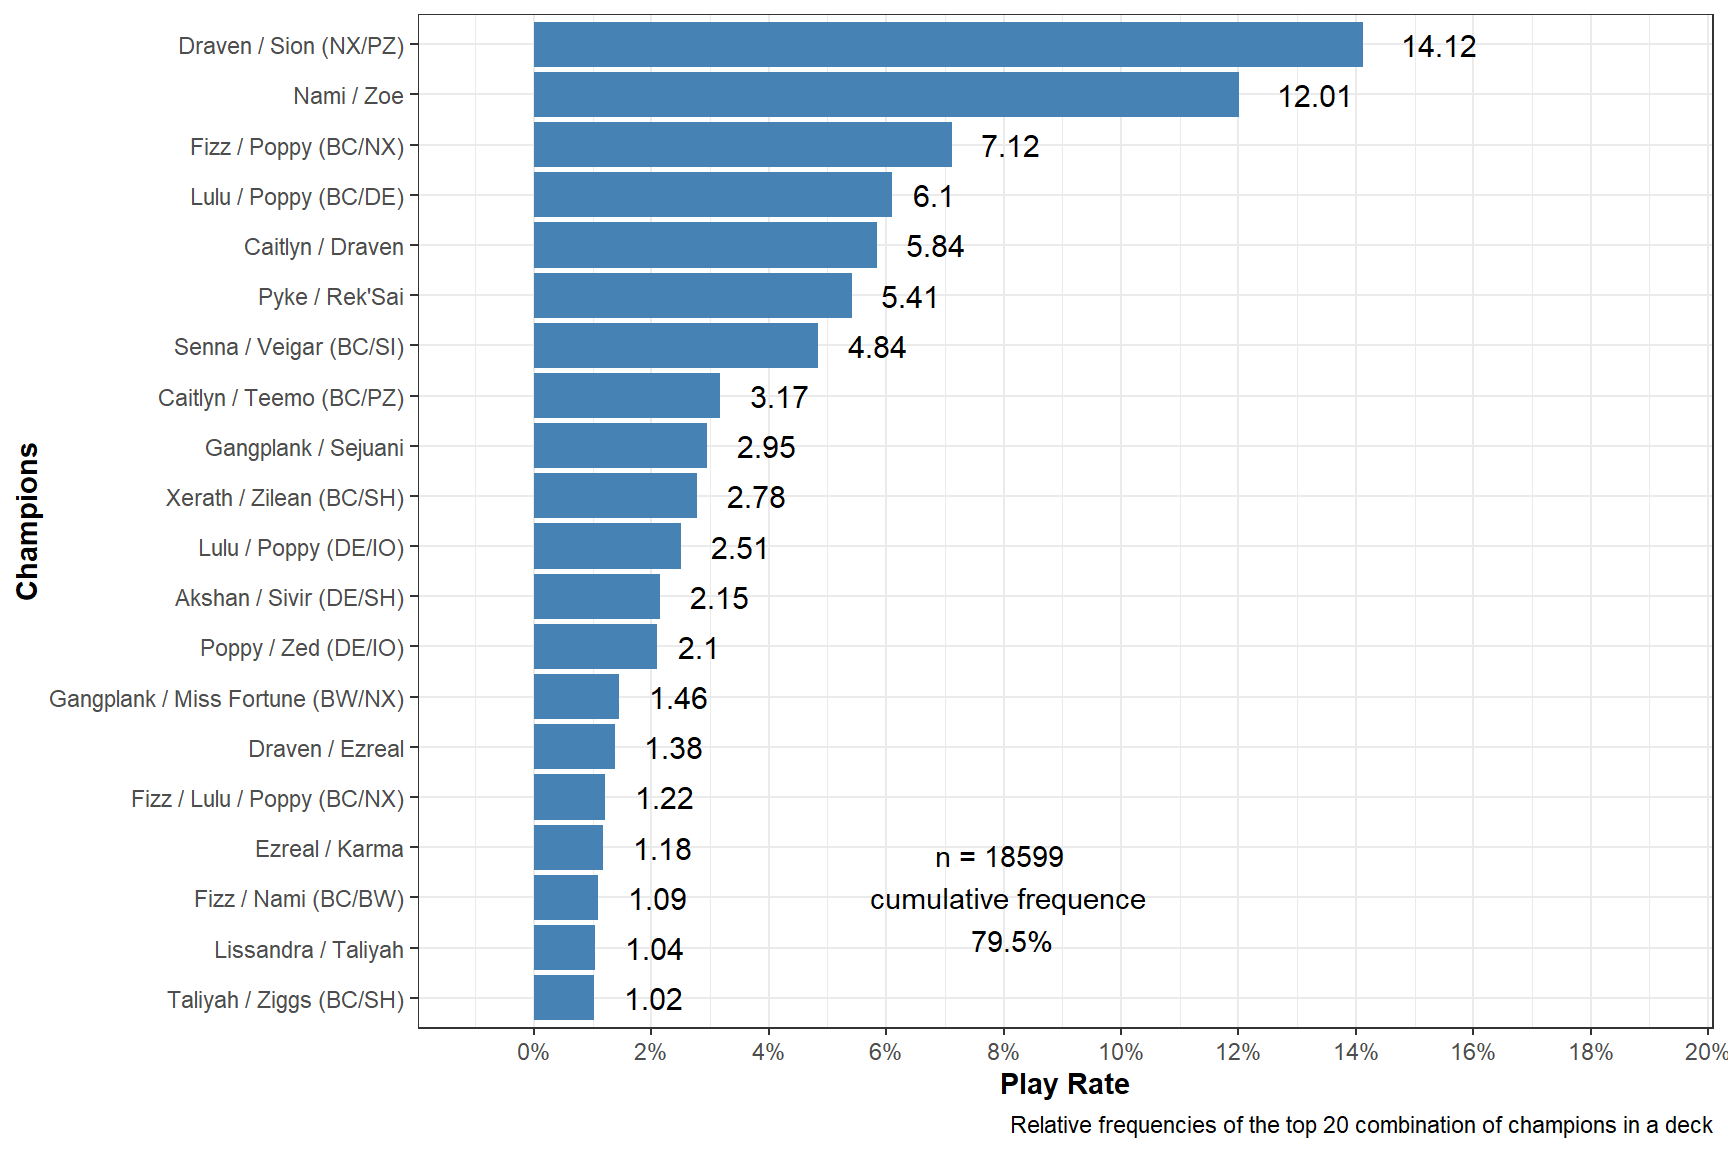 Champions
Draven / Sion (NX/PZ) 14.12
Nami / Zoe 12.01
Fizz / Poppy (BC/NX) 7.12
Lulu / Poppy (BC/DE) 6.1
Caitlyn / Draven 5.84
Pyke / Rek'Sai 5.41
Senna / Veigar (BC/SI) 4.84
Caitlyn / Teemo (BC/PZ) 3.17
Gangplank / Sejuani 2.95
Xerath / Zilean (BC/SH) 2.78
Lulu / Poppy (DE/IO) 2.51
Akshan / Sivir (DE/SH) 2.15
Poppy / Zed (DE/IO) 2.1
Gangplank / Miss Fortune (BW/NX) 1.46
Draven / Ezreal 1.38
Fizz / Lulu / Poppy (BC/NX) 1.22
Ezreal / Karma 1.18
Fizz / Nami (BC/BW) 1.09
Lissandra / Taliyah 1.04
Taliyah / Ziggs (BC/SH) 1.02
n = 18599
cumulative frequence
79.5%
0% 2% 4% 6% 8% 10% 12% 14% 16% 18% 20%
Play Rate
Relative frequencies of the top 20 combination of champions in a deck